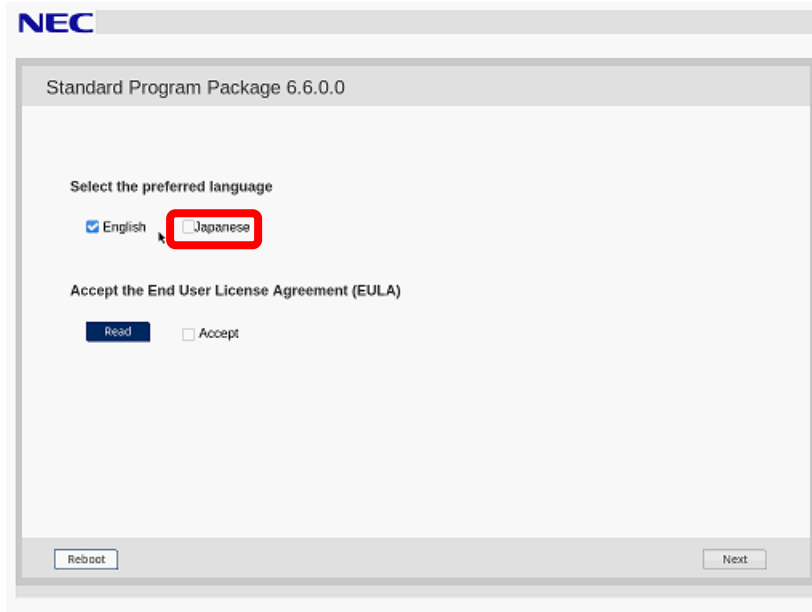 NEC
Standard Program Package 6.6.0.0
Select the preferred language
English Japanese
Accept the End User License Agreement (EULA)
Read Accept
Reboot Next